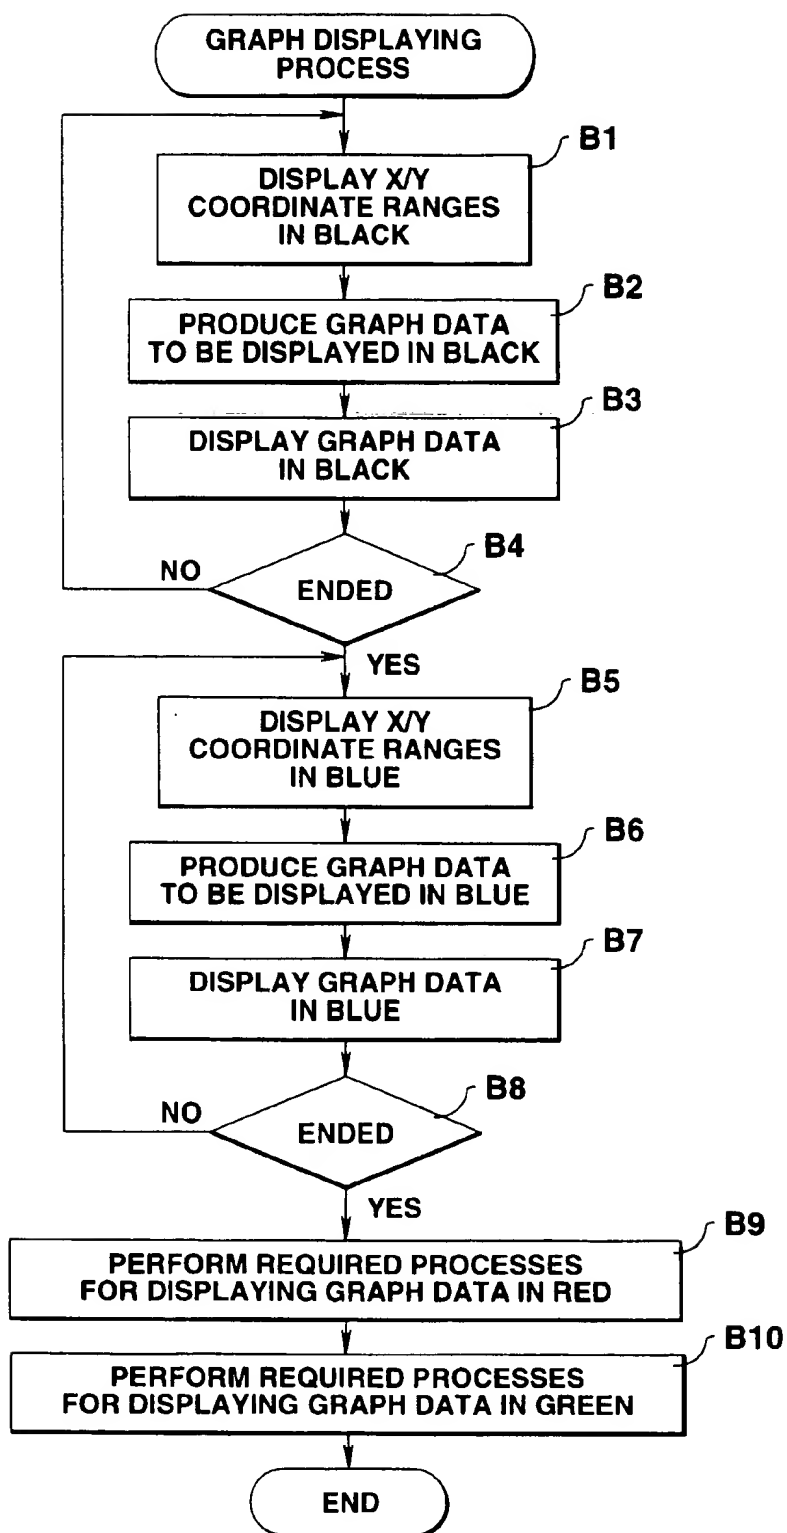 GRAPH DISPLAYING
PROCESS
B1
DISPLAY X/Y
COORDINATE RANGES
IN BLACK
B2
PRODUCE GRAPH DATA
TO BE DISPLAYED IN BLACK
B3
DISPLAY GRAPH DATA
IN BLACK
B4
NO
ENDED
YES
B5
DISPLAY X/Y
COORDINATE RANGES
IN BLUE
B6
PRODUCE GRAPH DATA
TO BE DISPLAYED IN BLUE
B7
DISPLAY GRAPH DATA
IN BLUE
B8
NO
ENDED
YES
B9
PERFORM REQUIRED PROCESSES
FOR DISPLAYING GRAPH DATA IN RED
B10
PERFORM REQUIRED PROCESSES
FOR DISPLAYING GRAPH DATA IN GREEN
END